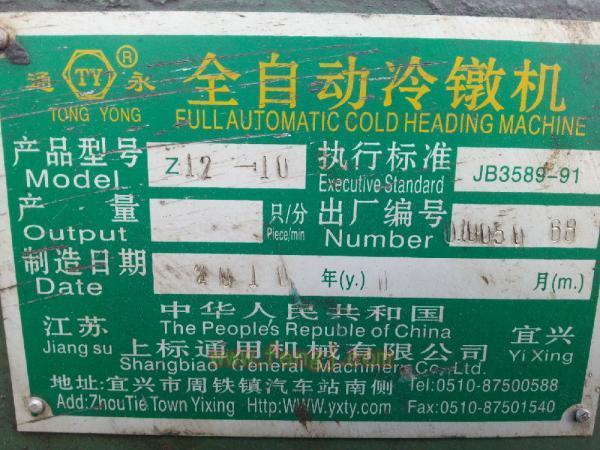 通 TY ® 永
TONG YONG
全自动冷镦机
FULL AUTOMATIC COLD HEADING MACHINE
产品型号 Z12-10 执行标准 JB3589-91
Model Executive Standard
产量 只/分 出厂编号
Output Piece/min Number 68
制造日期 2010 年(y.) 月(m.)
Date
中华人民共和国
江苏 The People's Republe of China 宜兴
Jiang su 上标通用机械有限公司 Yi Xing
Shangbiao General Machinery Co.,Ltd.
地址:宜兴市周铁镇汽车站南侧 Tel:0510-87500588
Add:ZhouTie Town Yixing Http:WWW.yxty.com Fax:0510-87501540